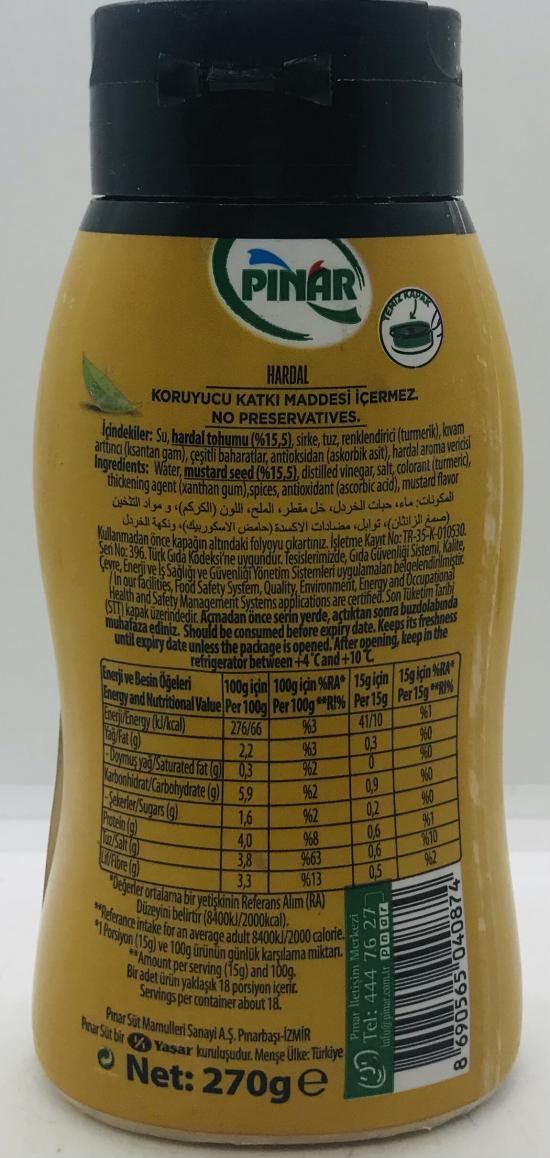 PINAR
TEMİZ KAPAK
HARDAL
KORUYUCU KATKI MADDESİ İÇERMEZ.
NO PRESERVATIVES.
İçindekiler: Su, hardal tohumu (%15,5), sirke, tuz, renklendirici (turmerik), kıvam
arttırıcı (ksantan gam), çeşitli baharatlar, antioksidan (askorbik asit), hardal aroma vericisi
Ingredients: Water, mustard seed (%15,5), distilled vinegar, salt, colorant (turmeric),
thickening agent (xanthan gum),spices, antioxidant (ascorbic acid), mustard flavor
المكونات: ماء، حبات الخردل، خل مقطر، الملح، اللون (الكركم)، و مواد التثخين
(صمغ الزانثان)، توابل، مضادات الاكسدة (حامض الاسكوربيك)، ونكهة الخردل
Kullanmadan önce kapağın altındaki folyoyu çıkartınız. İşletme Kayıt No: TR-35-K-010530.
Seri No: 396. Türk Gıda Kodeksi'ne uygundur. Tesislerimizde, Gıda Güvenliği Sistemi, Kalite,
Çevre, Enerji ve İş Sağlığı ve Güvenliği Yönetim Sistemleri uygulamaları belgelendirilmiştir.
/ In our facilities, Food Safety System, Quality, Environment, Energy and Occupational
Health and Safety Management Systems applications are certified. Son Tüketim Tarihi
(STT) kapak üzerindedir. Açmadan önce serin yerde, açtıktan sonra buzdolabında
muhafaza ediniz. Should be consumed before expiry date. Keeps its freshness
until expiry date unless the package is opened. After opening, keep in the
refrigerator between +4°C and +10°C
Enerji ve Besin Öğeleri 100g için 100g için %RA* 15g için 15g için %RA*
Energy and Nutritional Value Per 100g Per 100g **RI% Per 15g Per 15g **RI%
Enerji/Energy (kJ/kcal) 276/66 %3 41/10 %1
Yağ/Fat (g) 2,2 %3 0,3 %0
- Doymuş yağ/Saturated fat (g) 0,3 %2 0 %0
Karbonhidrat/Carbohydrate (g) 5,9 %2 0,9 %0
- Şekerler/Sugars (g) 1,6 %2 0,2 %0
Protein (g) 4,0 %8 0,6 %1
Tuz/Salt (g) 3,8 %63 0,6 %10
Lif/Fibre (g) 3,3 %13 0,5 %2
*Değerler ortalama bir yetişkinin Referans Alım (RA)
Düzeyini belirtir (8400kJ/2000kcal).
**Referance intake for an average adult 8400kJ/2000 calorie.
*1 Porsiyon (15g) ve 100g ürünün günlük karşılama miktarı.
**Amount per serving (15g) and 100g.
Bir adet ürün yaklaşık 18 porsiyon içerir.
Servings per container about 18.
Pınar Süt Mamulleri Sanayi A.Ş. Pınarbaşı-İZMİR
Pınar Süt bir Yaşar kuruluşudur. Menşe Ülke: Türkiye
Net: 270g e
Pınar İletişim Merkezi
Tel: 444 76 27
pınar
info@pinar.com.tr
8 690565 040874